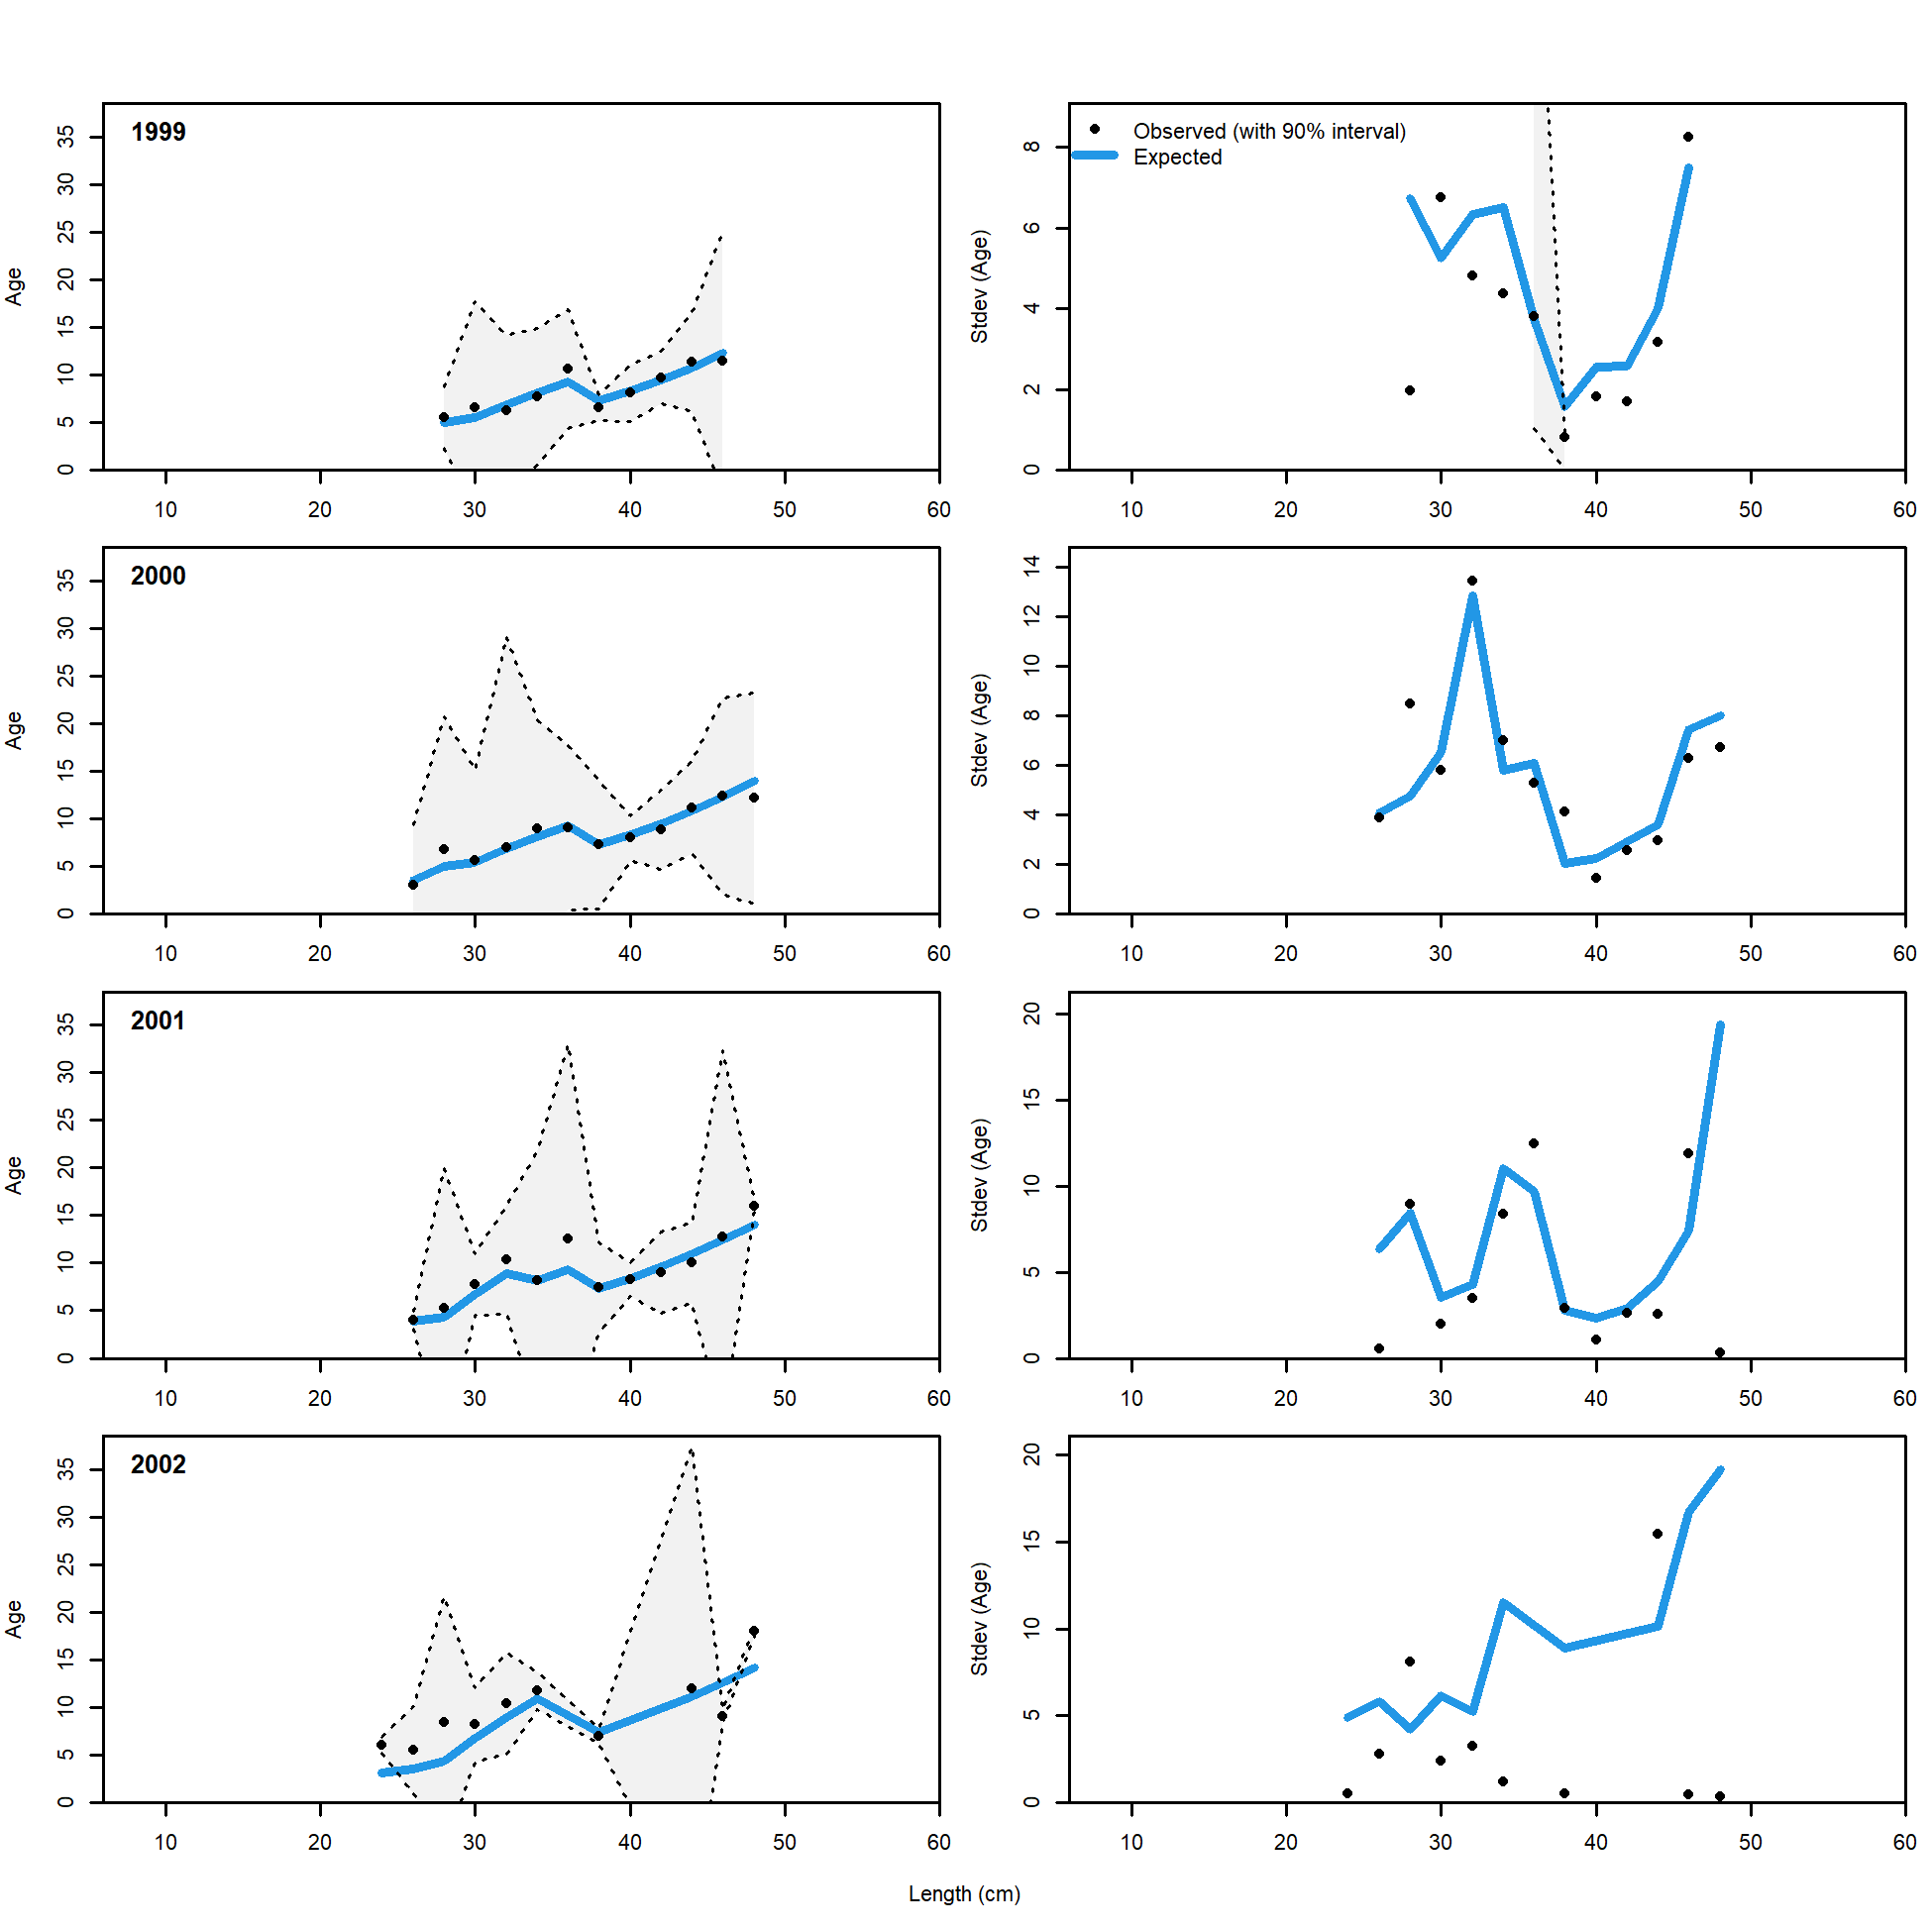 1999
Age
0 5 10 15 20 25 30 35
10 20 30 40 50 60
Observed (with 90% interval)
Expected
Stdev (Age)
0 2 4 6 8
10 20 30 40 50 60
2000
Age
0 5 10 15 20 25 30 35
10 20 30 40 50 60
Stdev (Age)
0 2 4 6 8 10 12 14
10 20 30 40 50 60
2001
Age
0 5 10 15 20 25 30 35
10 20 30 40 50 60
Stdev (Age)
0 5 10 15 20
10 20 30 40 50 60
2002
Age
0 5 10 15 20 25 30 35
10 20 30 40 50 60
Stdev (Age)
0 5 10 15 20
10 20 30 40 50 60
Length (cm)